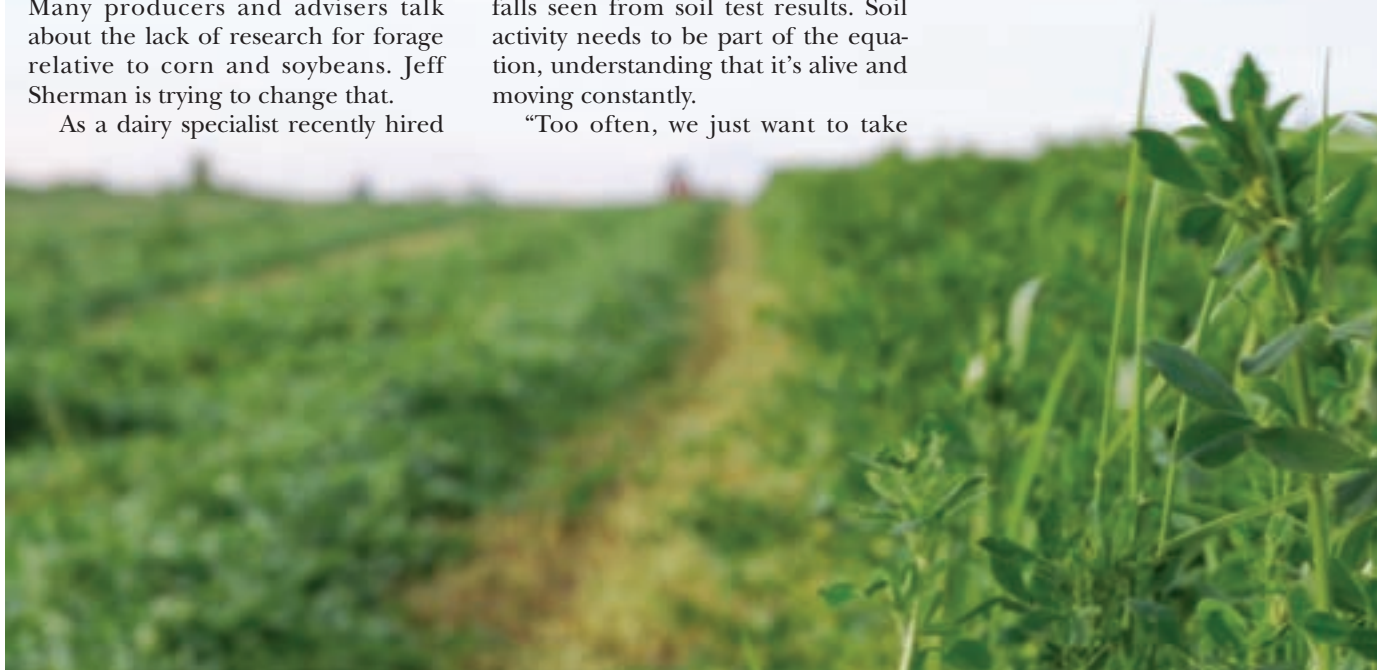 Many producers and advisers talk
about the lack of research for forage
relative to corn and soybeans. Jeff
Sherman is trying to change that.
As a dairy specialist recently hired
falls seen from soil test results. Soil
activity needs to be part of the equa-
tion, understanding that it's alive and
moving constantly.
“Too often, we just want to take